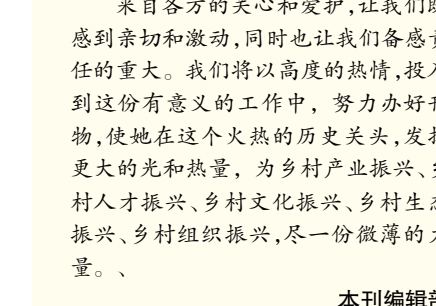 来自各方的关心和爱护,让我们
感到亲切和激动,同时也让我们备感
任的重大。我们将以高度的热情,投
到这份有意义的工作中，努力办好
物,使她在这个火热的历史关头,发
更大的光和热量，为乡村产业振兴、
村人才振兴、乡村文化振兴、乡村生
振兴、乡村组织振兴,尽一份微薄的
量。、
本刊编辑部